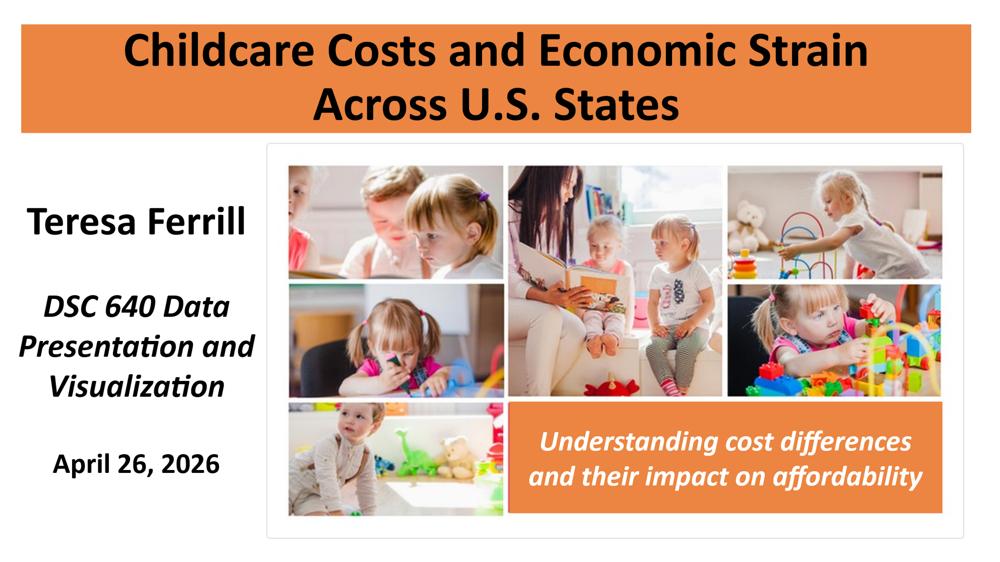 Childcare Costs and Economic Strain
Across U.S. States
Teresa Ferrill
DSC 640 Data
Presentation and
Visualization
April 26, 2026
Understanding cost differences
and their impact on affordability